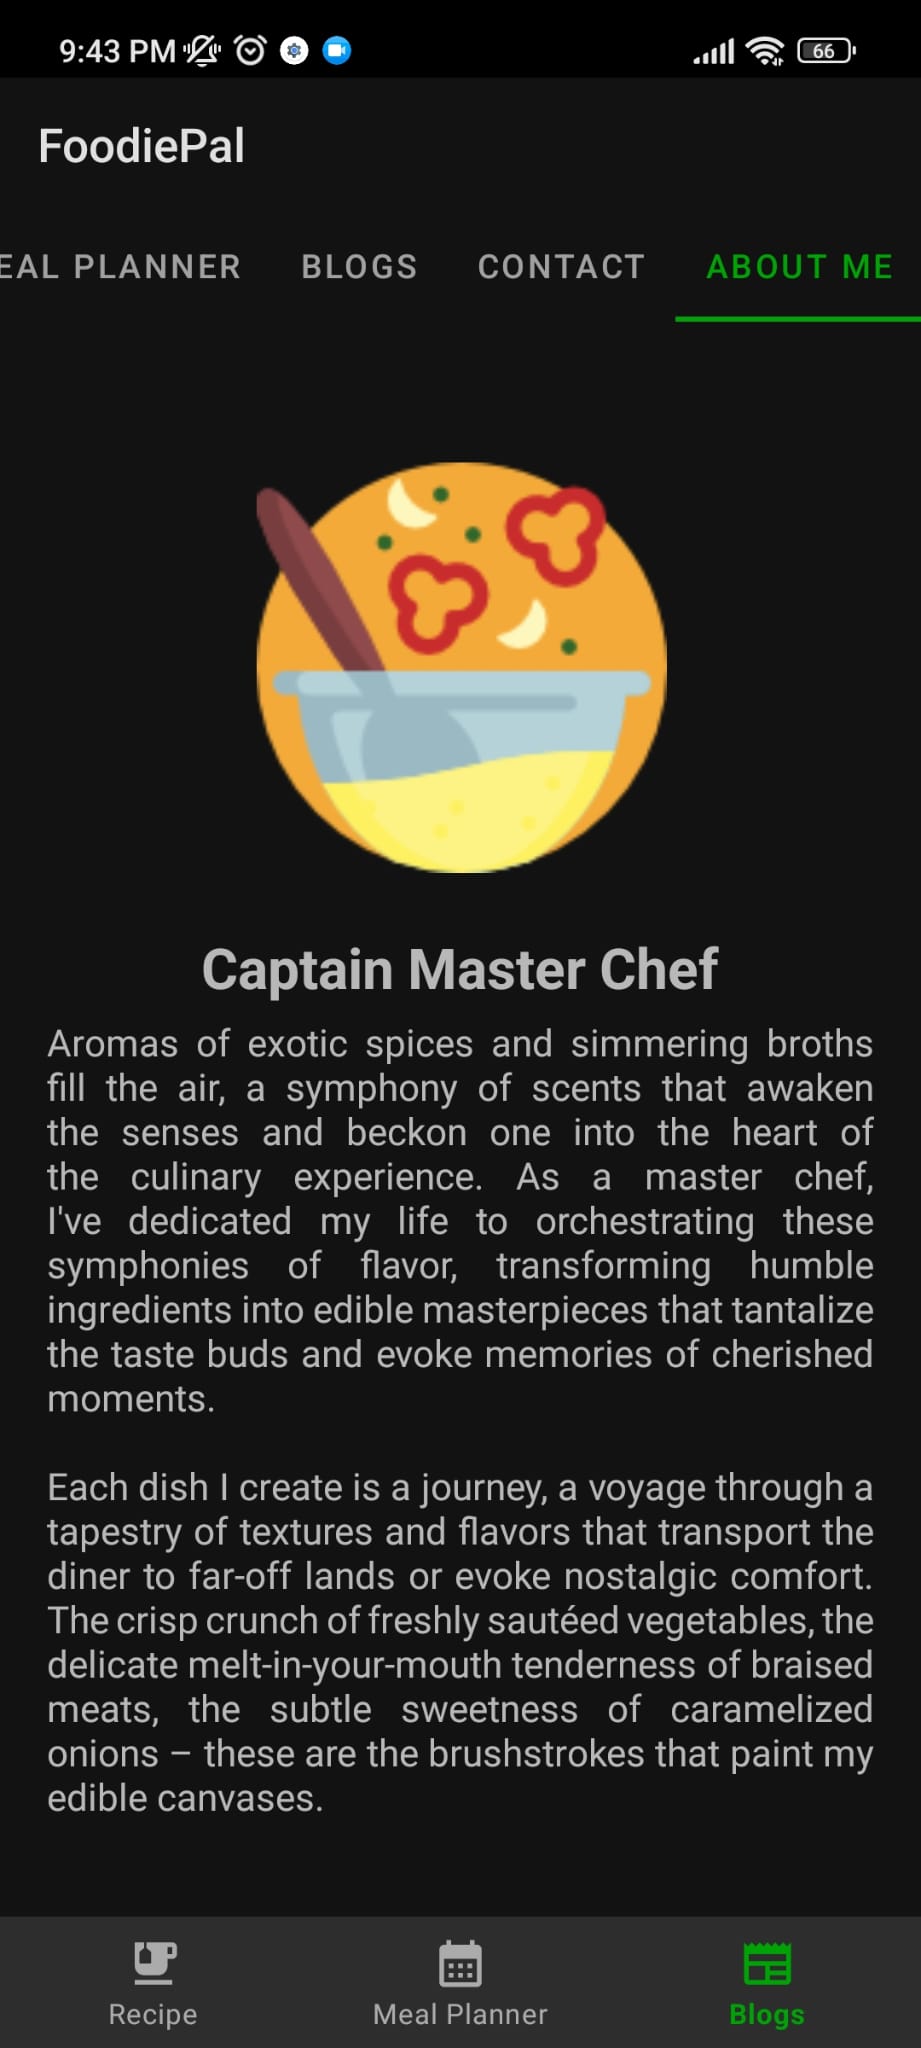 9:43 PM
66
FoodiePal
EAL PLANNER
BLOGS
CONTACT
ABOUT ME
Captain Master Chef
Aromas of exotic spices and simmering broths
fill the air, a symphony of scents that awaken
the senses and beckon one into the heart of
the culinary experience. As a master chef,
I've dedicated my life to orchestrating these
symphonies of flavor, transforming humble
ingredients into edible masterpieces that tantalize
the taste buds and evoke memories of cherished
moments.
Each dish I create is a journey, a voyage through a
tapestry of textures and flavors that transport the
diner to far-off lands or evoke nostalgic comfort.
The crisp crunch of freshly sautéed vegetables, the
delicate melt-in-your-mouth tenderness of braised
meats, the subtle sweetness of caramelized
onions – these are the brushstrokes that paint my
edible canvases.
Recipe
Meal Planner
Blogs